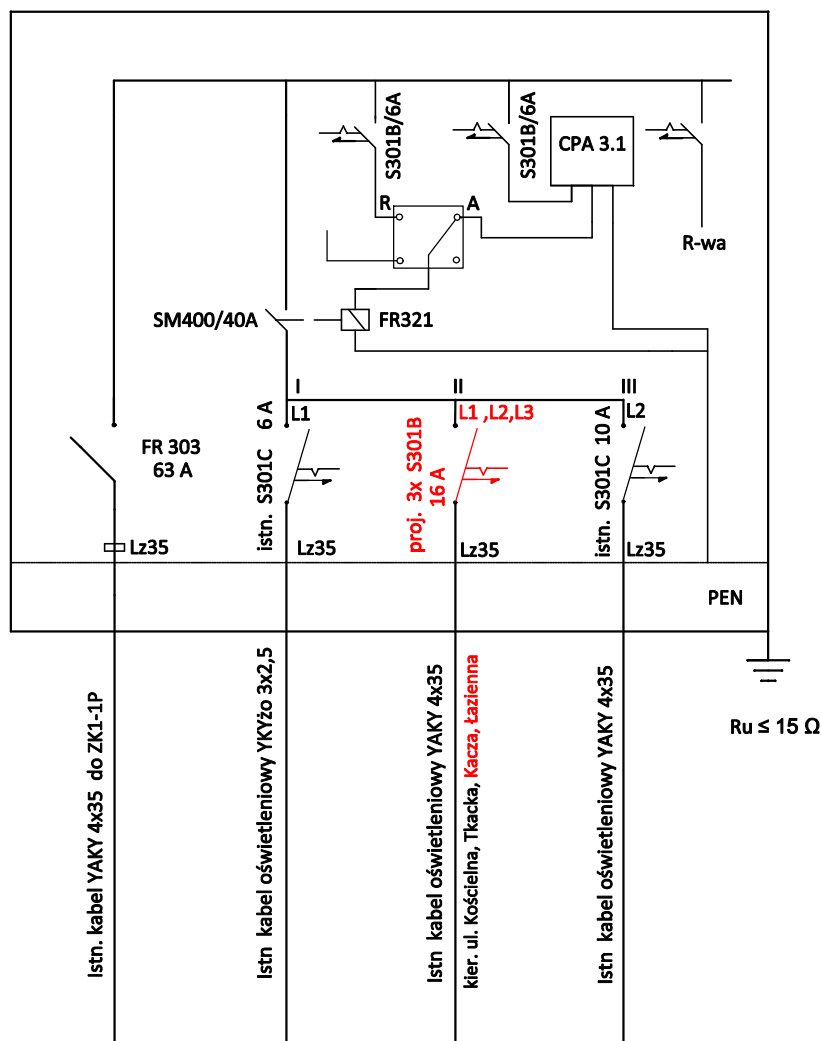 S301B/6A
S301B/6A
CPA 3.1
R
A
R-wa
SM400/40A
FR321
I
II
III
6 A
L1
L1 ,L2,L3
10 A
L2
FR 303
63 A
istn. S301C
proj. 3x S301B
16 A
istn. S301C
Lz35
Lz35
Lz35
Lz35
PEN
Ru ≤ 15 Ω
Istn. kabel YAKY 4x35 do ZK1-1P
Istn kabel oświetleniowy YKYżo 3x2,5
Istn kabel oświetleniowy YAKY 4x35
kier. ul. Kościelna, Tkacka, Kacza, Łazienna
Istn kabel oświetleniowy YAKY 4x35